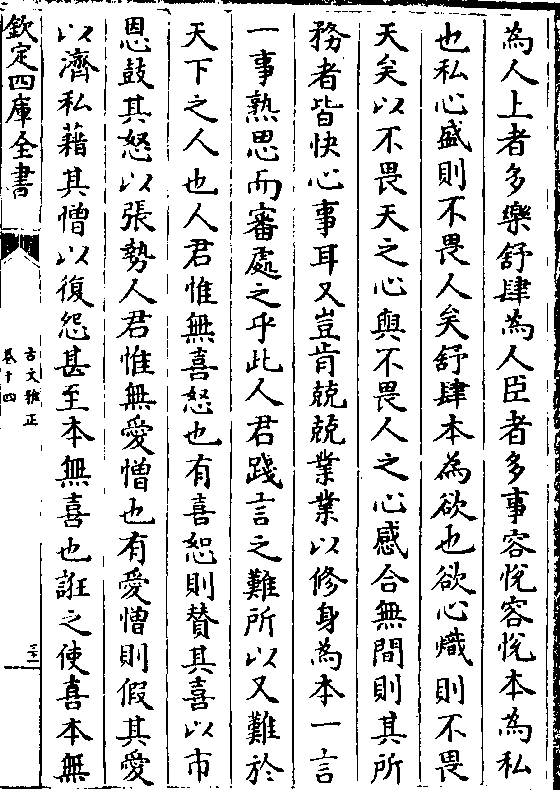 為人上者多樂舒肆為人臣者多事容悅容悅本為私
也私心盛則不畏人矣舒肆本為欲也欲心熾則不畏
天矣以不畏天之心與不畏人之心感合無間則其所
務者皆快心事耳又豈肯兢兢業業以修身為本一言
一事熟思而審處之乎此人君踐言之難所以又難於
天下之人也人君惟無喜怒也有喜恕則賛其喜以市
恩鼓其怒以張勢人君惟無愛憎也有愛憎則假其愛
以濟私藉其憎以復怨甚至本無喜也誑之使喜本無
欽定四庫全書
古文雅正
卷十四